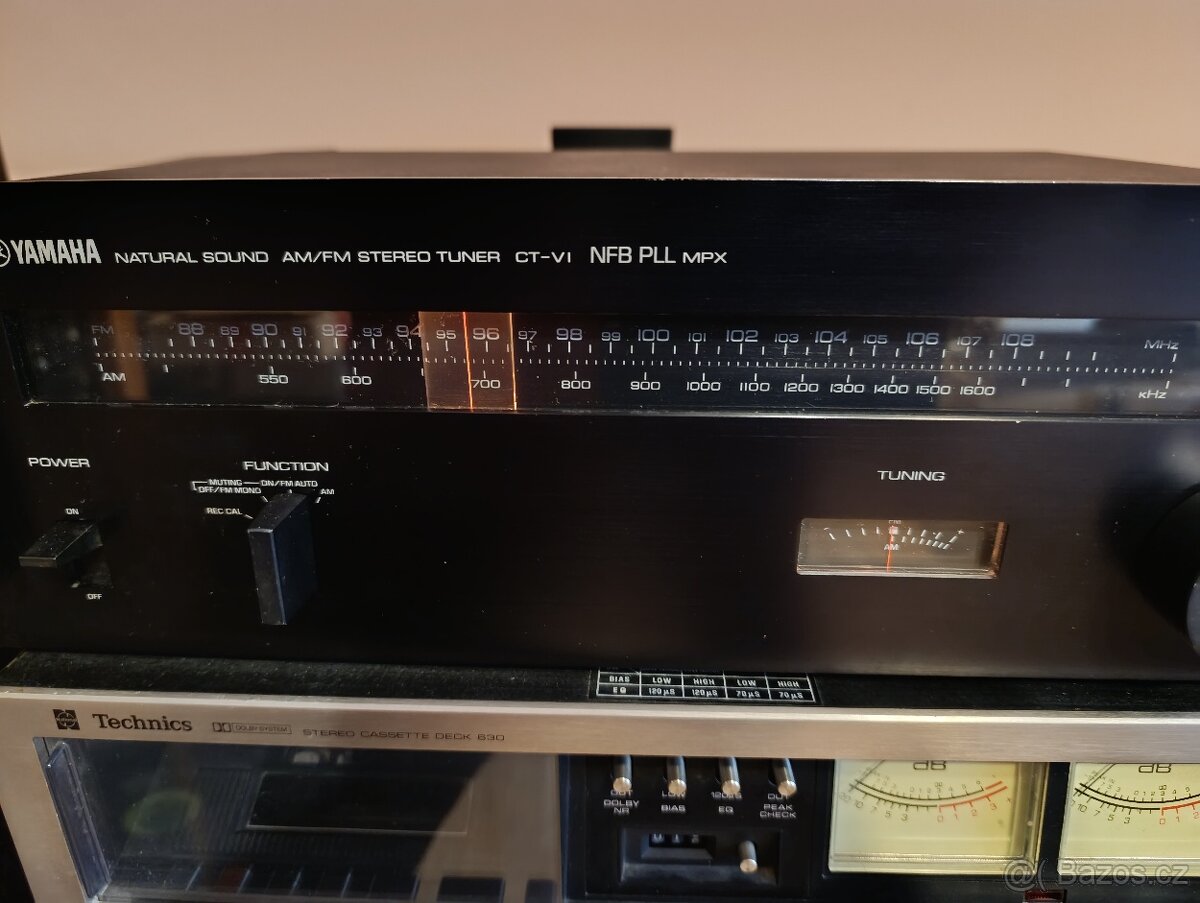 YAMAHA NATURAL SOUND AM/FM STEREO TUNER CT-VI NFB PLL MPX
FM 88 89 90 91 92 93 94 95 96 97 98 99 100 101 102 103 104 105 106 107 108 MHz
AM 550 600 700 800 900 1000 1100 1200 1300 1400 1500 1600 kHz
POWER
ON
OFF
FUNCTION
MUTING ON/FM AUTO
OFF/FM MONO AM
REC CAL
TUNING
AM
BIAS LOW HIGH LOW HIGH
EQ 120μS 120μS 70μS 70μS
Technics DOLBY SYSTEM STEREO CASSETTE DECK 630
dB dB
OUT LOW 120μS OUT
DOLBY NR BIAS EQ PEAK CHECK
@ Bazos.cz